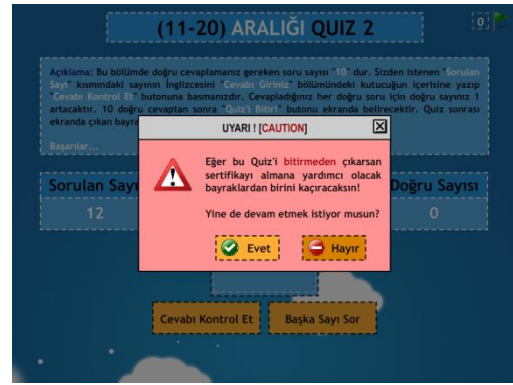 (11-20) ARALIĞI QUIZ 2
0
Açıklama: Bu bölümde doğru cevaplamanız gereken soru sayısı "10" dur. Sizden istenen "Sorulan
Sayı" kısmındaki sayının İngilizcesini "Cevabı Giriniz" bölümündeki kutucuğun içerisine yazıp
"Cevabı Kontrol Et" butonuna basmanızdır. Cevapladığınız her doğru soru için doğru sayınız 1
artacaktır. 10 doğru cevaptan sonra "Quiz'i Bitir!" butonu ekranda belirecektir. Quiz sonrası
ekranda çıkan bayra
Başarılar...
UYARI ! [CAUTION]
Eğer bu Quiz'i bitirmeden çıkarsan
sertifikayı almana yardımcı olacak
bayraklardan birini kaçıracaksın!
Yine de devam etmek istiyor musun?
Evet
Hayır
Sorulan Sayı
Doğru Sayısı
12
0
Cevabı Kontrol Et
Başka Sayı Sor